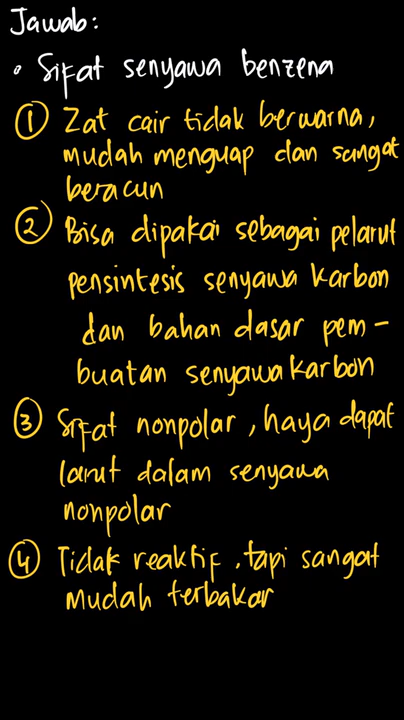 Jawab:
• Sifat senyawa benzena
① Zat cair tidak berwarna,
mudah menguap dan sangat
beracun
② Bisa dipakai sebagai pelarut
pensintesis senyawa karbon
dan bahan dasar pem-
buatan senyawa karbon
③ Sifat nonpolar, haya dapat
larut dalam senyawa
nonpolar
④ Tidak reaktif, tapi sangat
mudah terbakar